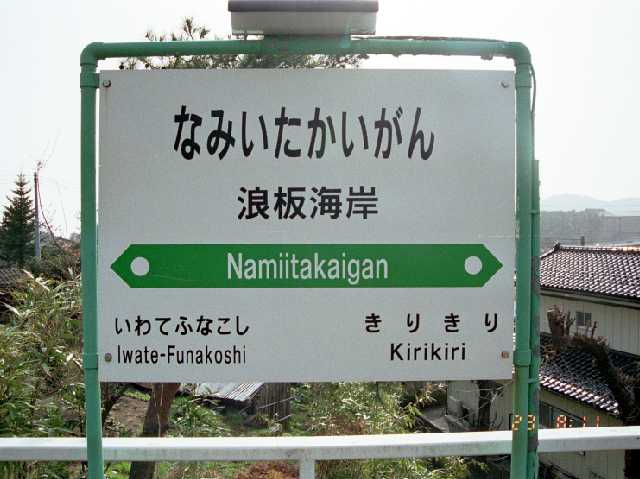 なみいたかいがん
浪板海岸
Namiitakaigan
いわてふなこし きりきり
Iwate-Funakoshi Kirikiri